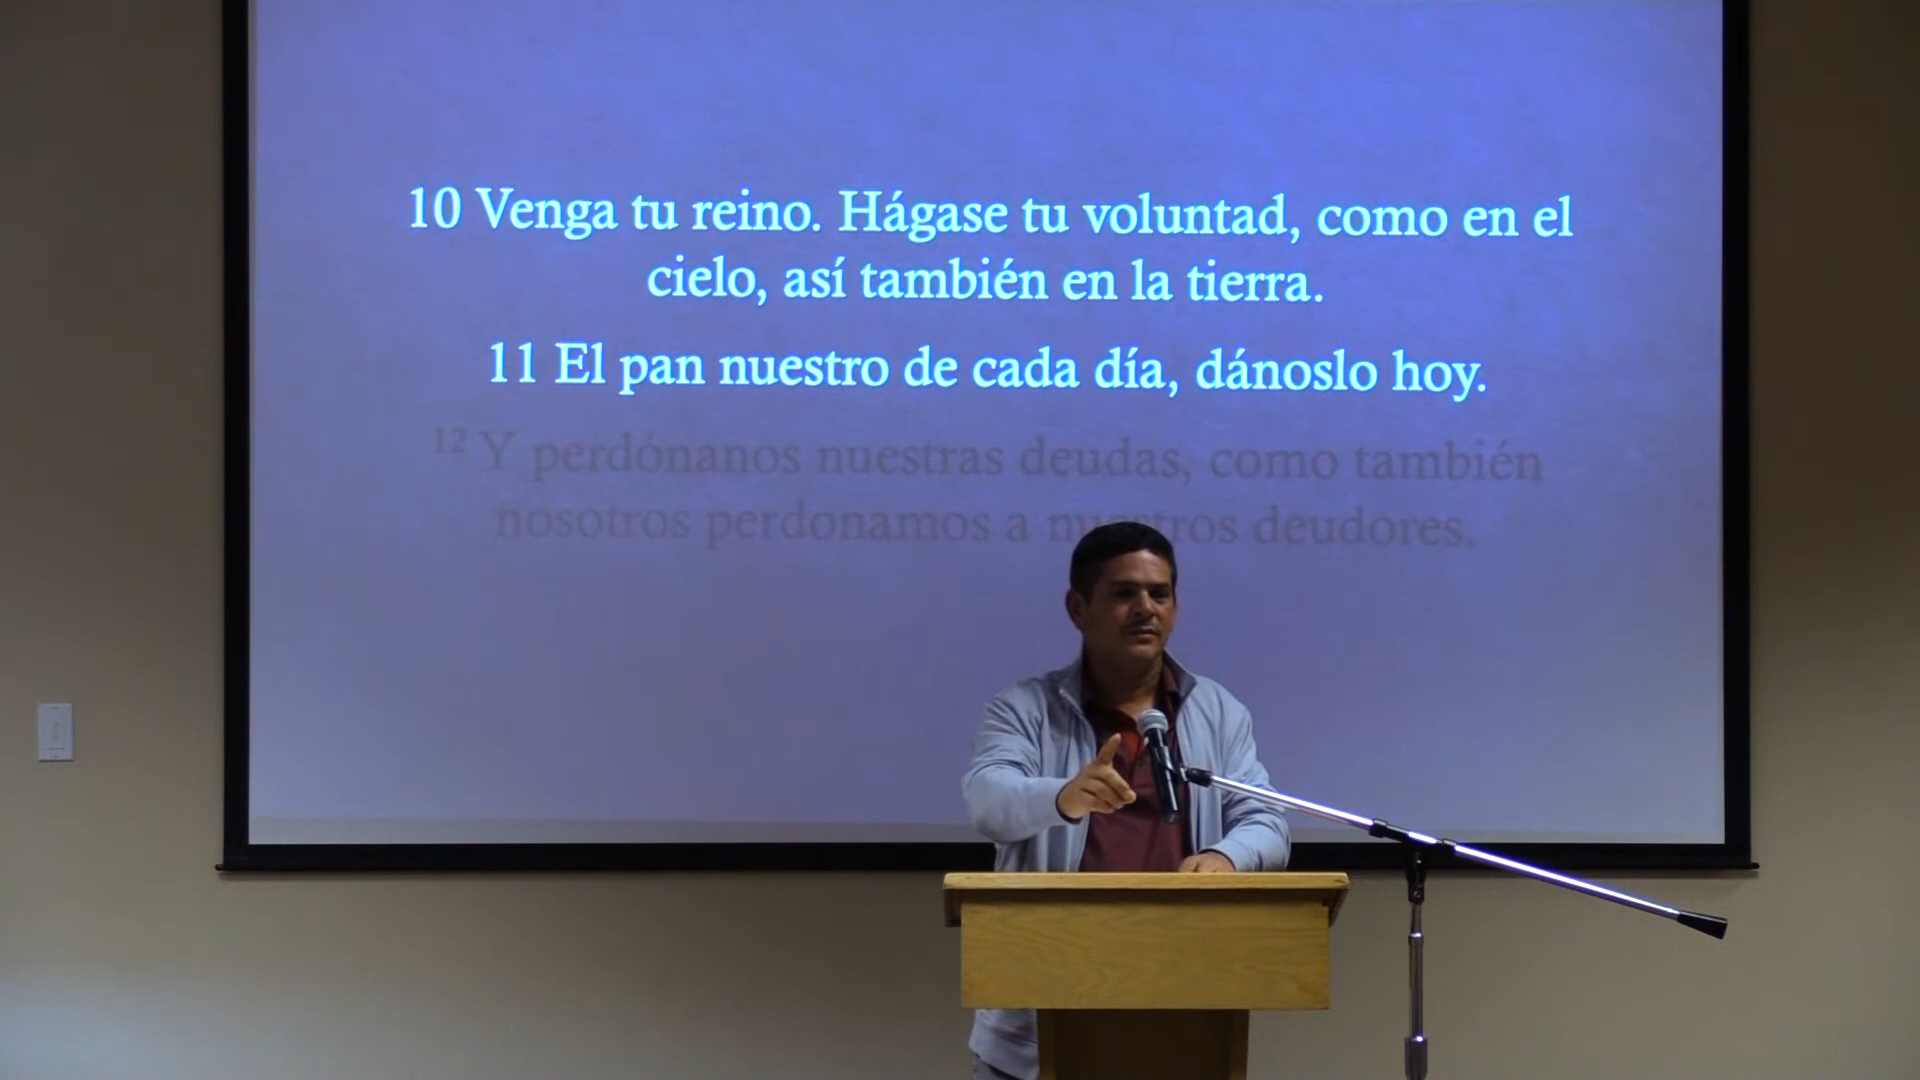 10 Venga tu reino. Hágase tu voluntad, como en el
cielo, así también en la tierra.
11 El pan nuestro de cada día, dánoslo hoy.
12 Y perdónanos nuestras deudas, como también
nosotros perdonamos a nuestros deudores.